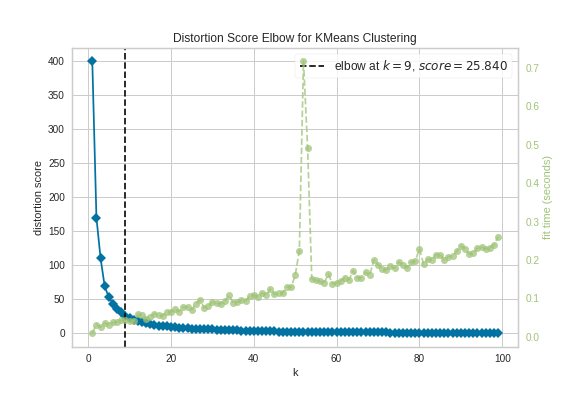 Distortion Score Elbow for KMeans Clustering
elbow at k = 9, score = 25.840
distortion score
400
350
300
250
200
150
100
50
0
0 20 40 60 80 100
k
0.7
0.6
0.5
0.4
0.3
0.2
0.1
0.0
fit time (seconds)